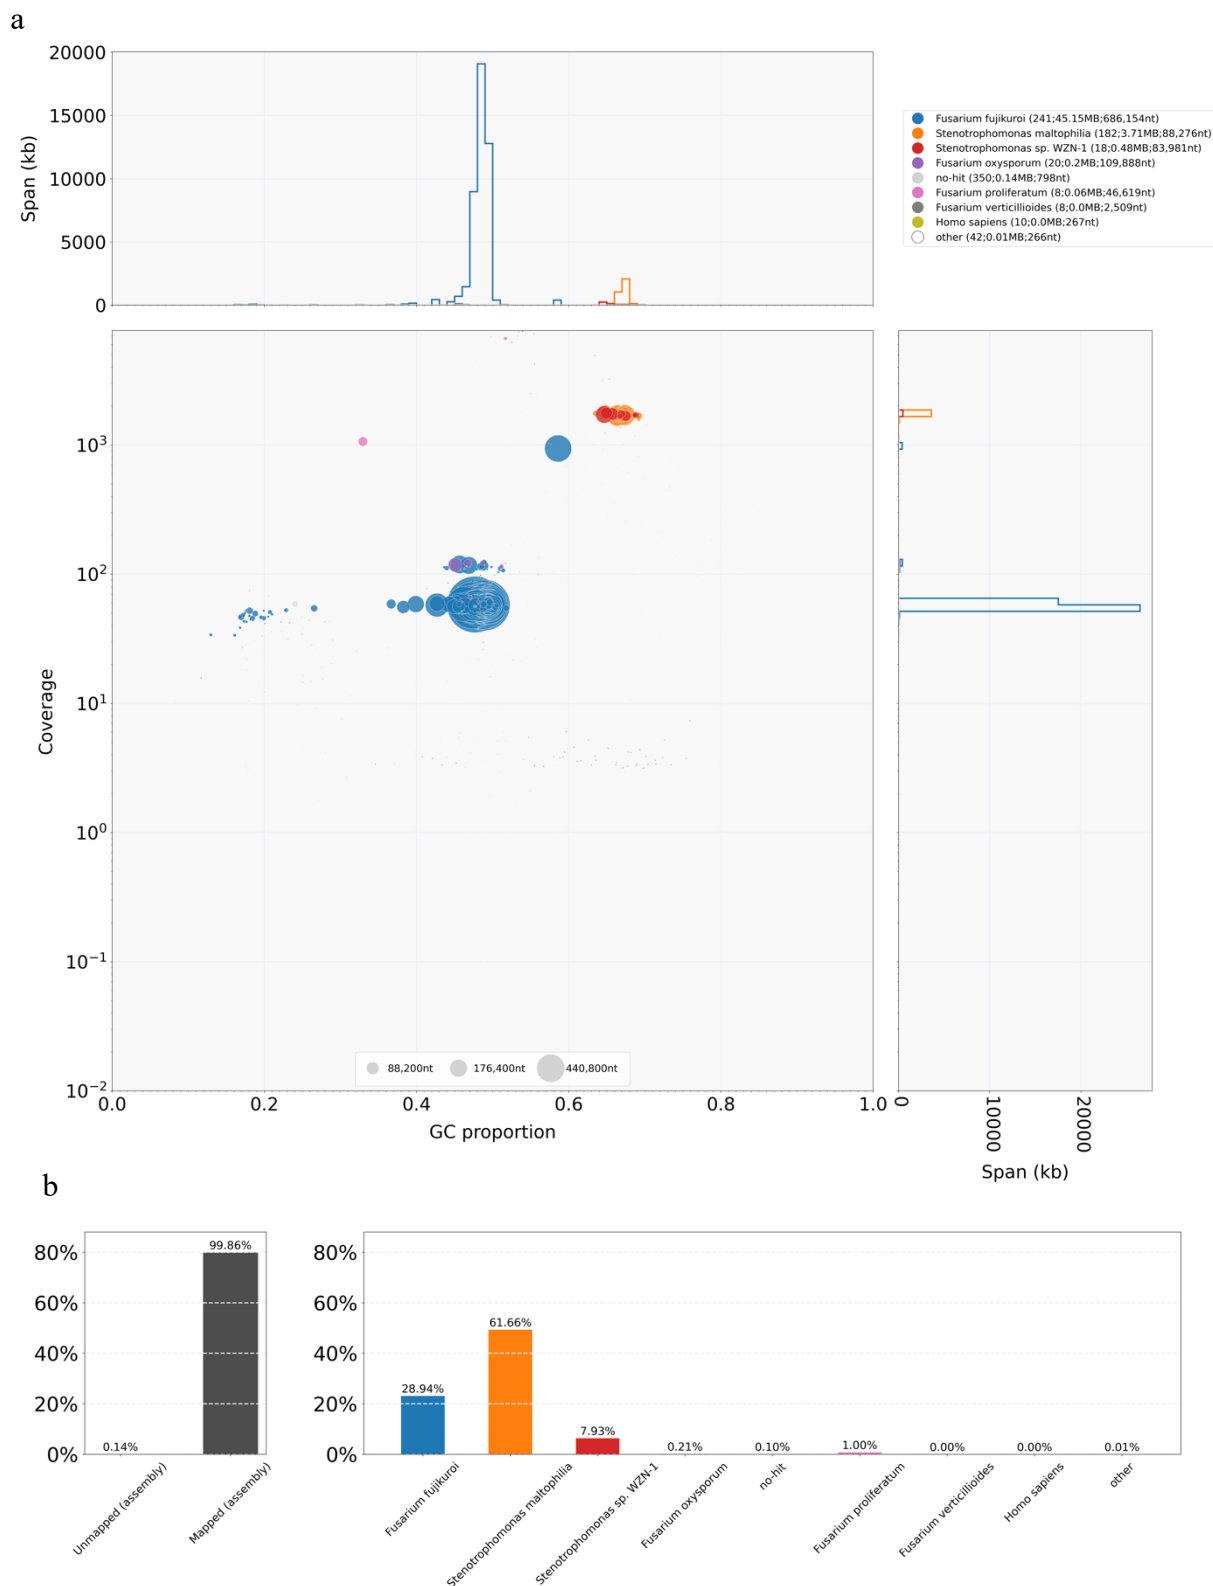 a
20000
15000
10000
5000
0
Span (kb)
Fusarium fujikuroi (241;45.15MB;686,154nt)
Stenotrophomonas maltophilia (182;3.71MB;88,276nt)
Stenotrophomonas sp. WZN-1 (18;0.48MB;83,981nt)
Fusarium oxysporum (20;0.2MB;109,888nt)
no-hit (350;0.14MB;798nt)
Fusarium proliferatum (8;0.06MB;46,619nt)
Fusarium verticillioides (8;0.0MB;2,509nt)
Homo sapiens (10;0.0MB;267nt)
other (42;0.01MB;266nt)
10³
10²
10¹
10⁰
10⁻¹
10⁻²
Coverage
88,200nt 176,400nt 440,800nt
0.0 0.2 0.4 0.6 0.8 1.0
GC proportion
0 10000 20000
Span (kb)
b
80%
60%
40%
20%
0%
0.14% 99.86%
Unmapped (assembly) Mapped (assembly)
80%
60%
40%
20%
0%
28.94% 61.66% 7.93% 0.21% 0.10% 1.00% 0.00% 0.00% 0.01%
Fusarium fujikuroi
Stenotrophomonas maltophilia
Stenotrophomonas sp. WZN-1
Fusarium oxysporum
no-hit
Fusarium proliferatum
Fusarium verticillioides
Homo sapiens
other